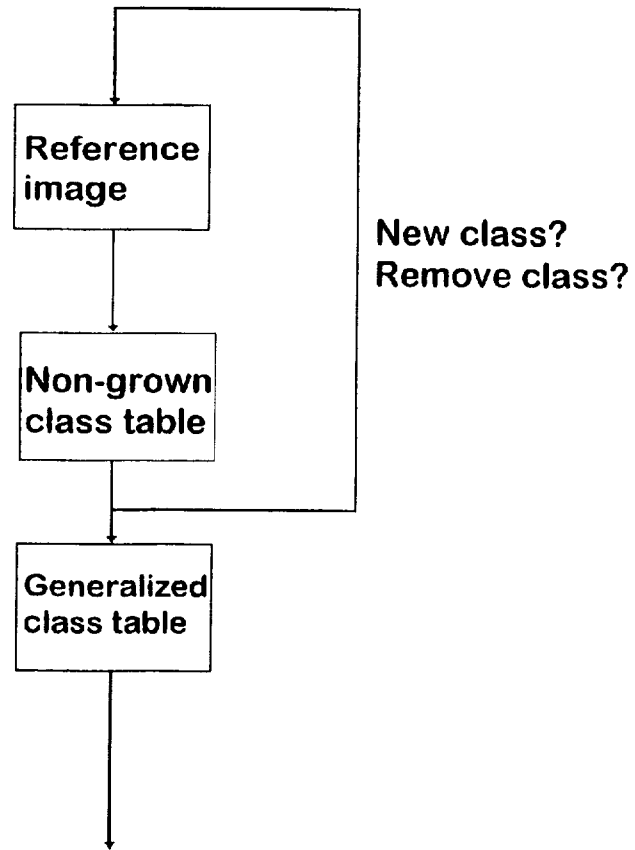 Reference
image
New class?
Remove class?
Non-grown
class table
Generalized
class table